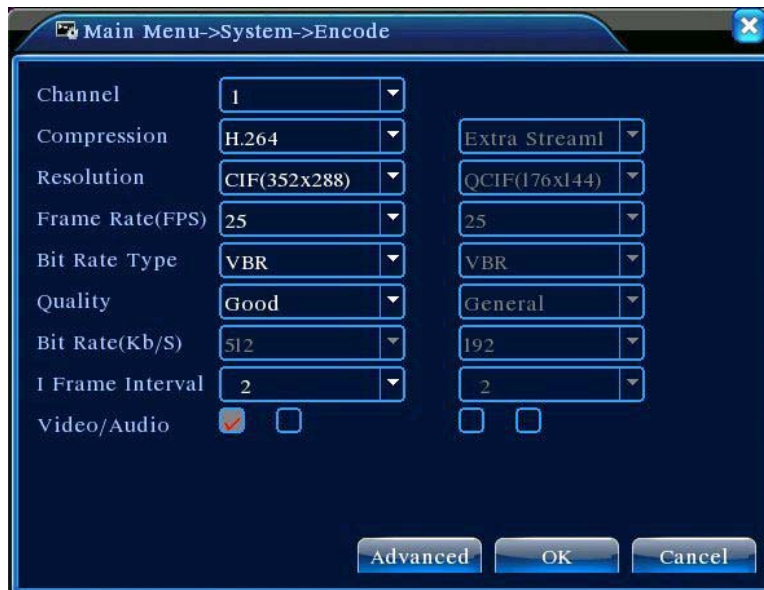 Main Menu->System->Encode
Channel 1
Compression H.264 Extra Stream1
Resolution CIF(352x288) QCIF(176x144)
Frame Rate(FPS) 25 25
Bit Rate Type VBR VBR
Quality Good General
Bit Rate(Kb/S) 512 192
I Frame Interval 2 2
Video/Audio
Advanced OK Cancel